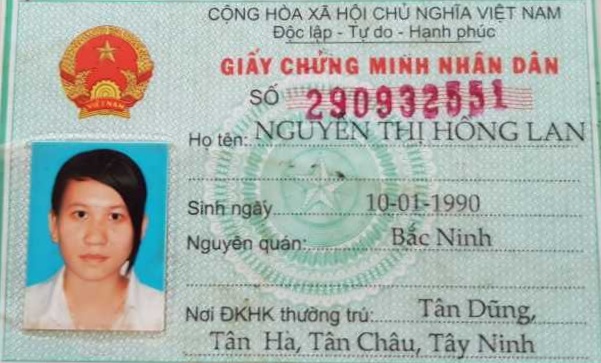 CỘNG HÒA XÃ HỘI CHỦ NGHĨA VIỆT NAM
Độc lập - Tự do - Hạnh phúc
GIẤY CHỨNG MINH NHÂN DÂN
SỐ 290932551
Họ tên: NGUYỄN THỊ HỒNG LAN
Sinh ngày 10-01-1990
Nguyên quán: Bắc Ninh
Nơi ĐKHK thường trú: Tân Dũng,
Tân Hà, Tân Châu, Tây Ninh
VIỆT NAM